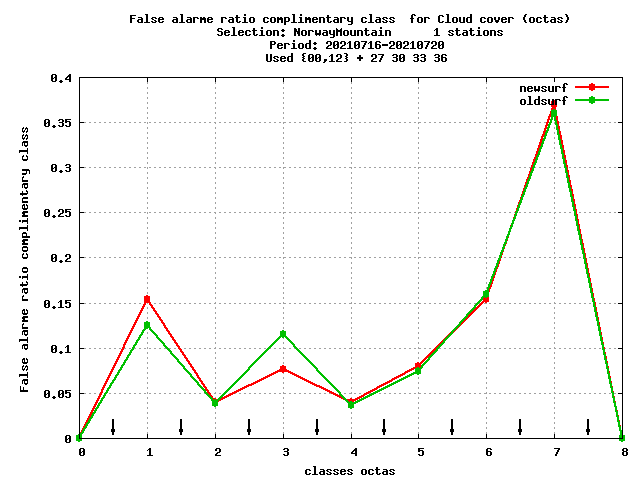 False alarme ratio complimentary class  for Cloud cover (octas)
Selection: NorwayMountain      1 stations
Period: 20210716-20210720
Used {00,12} + 27 30 33 36
newsurf
oldsurf
0.4
0.35
0.3
0.25
0.2
0.15
0.1
0.05
0
False alarme ratio complimentary class
0 1 2 3 4 5 6 7 8
classes octas